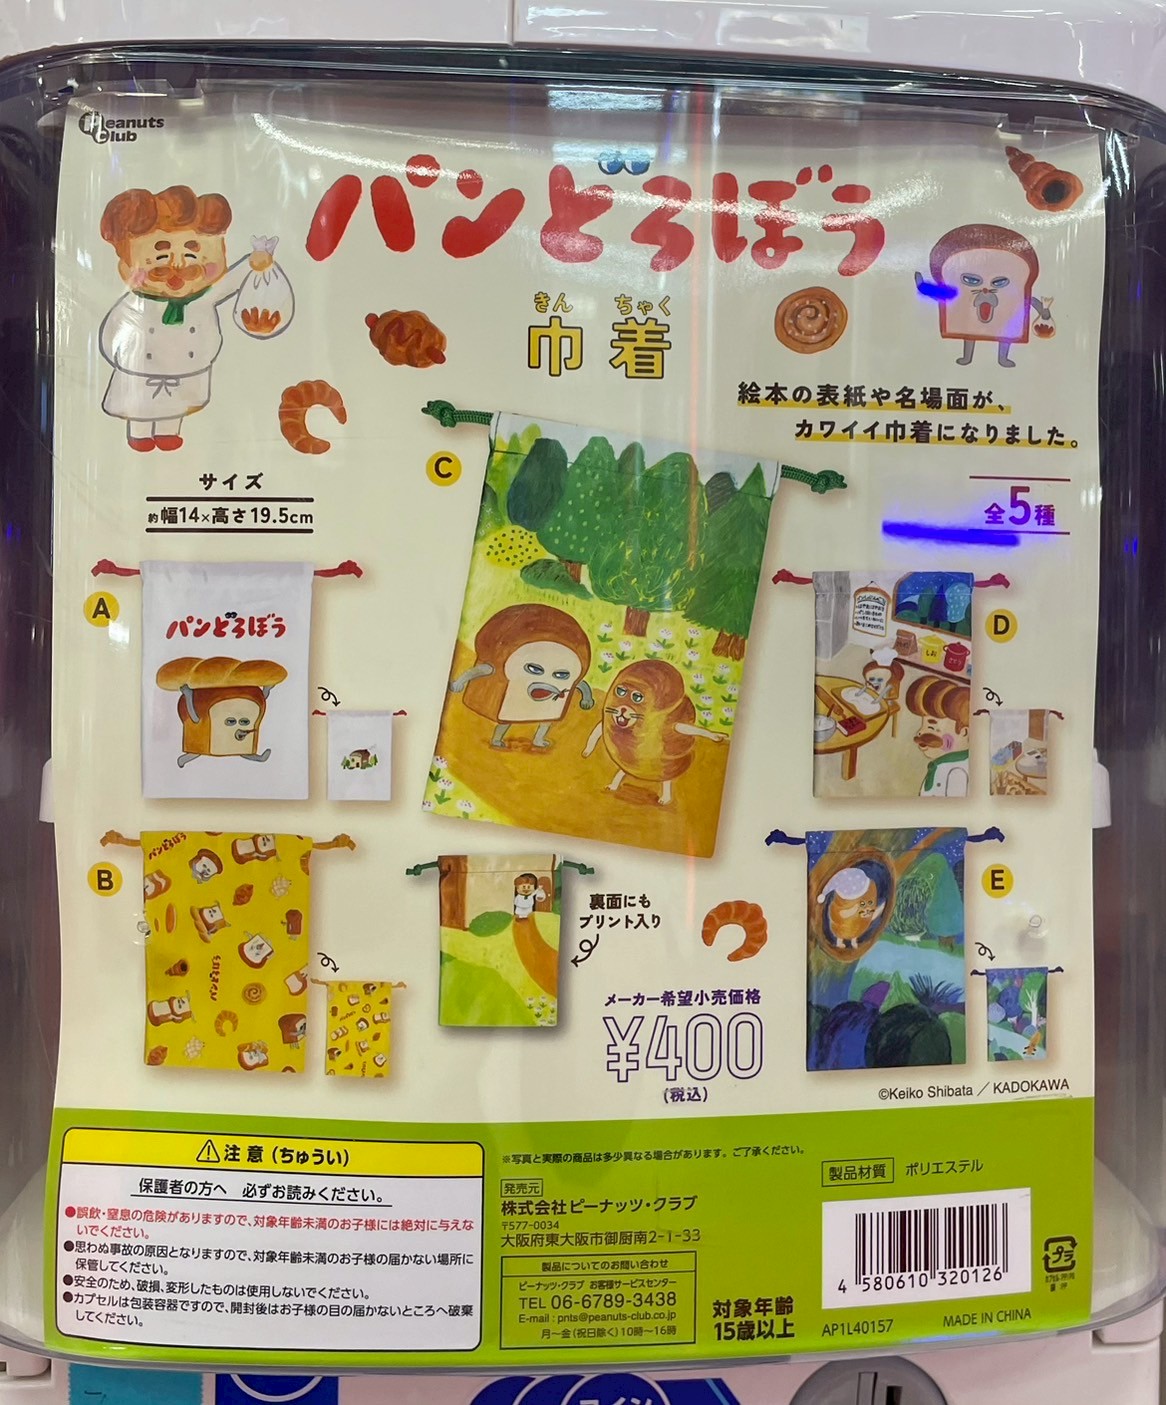 Peanuts Club
パンどろぼう
きん ちゃく
巾着
絵本の表紙や名場面が、
カワイイ巾着になりました。
サイズ
約幅14×高さ19.5cm
全5種
A
パンどろぼう
B
パンどろぼう
パンどろぼう
C
裏面にも
プリント入り
D
E
メーカー希望小売価格
¥400
(税込)
©Keiko Shibata / KADOKAWA
注意(ちゅうい)
保護者の方へ 必ずお読みください。
●誤飲・窒息の危険がありますので、対象年齢未満のお子様には絶対に与えな
いでください。
●思わぬ事故の原因となりますので、対象年齢未満のお子様の届かない場所に
保管してください。
●安全のため、破損、変形したものは使用しないでください。
●カプセルは包装容器ですので、開封後はお子様の目の届かないところへ破棄
してください。
※写真と実際の商品は多少異なる場合があります。ご了承ください。
発売元
株式会社ピーナッツ・クラブ
〒577-0034
大阪府東大阪市御厨南2-1-33
製品についてのお問い合わせ
ピーナッツ・クラブ お客様サービスセンター
TEL 06-6789-3438
E-mail : pnts@peanuts-club.co.jp
月〜金(祝日除く)10時〜16時
対象年齢
15歳以上
製品材質 ポリエステル
4 580610 320126
プラ
AP1L40157
MADE IN CHINA